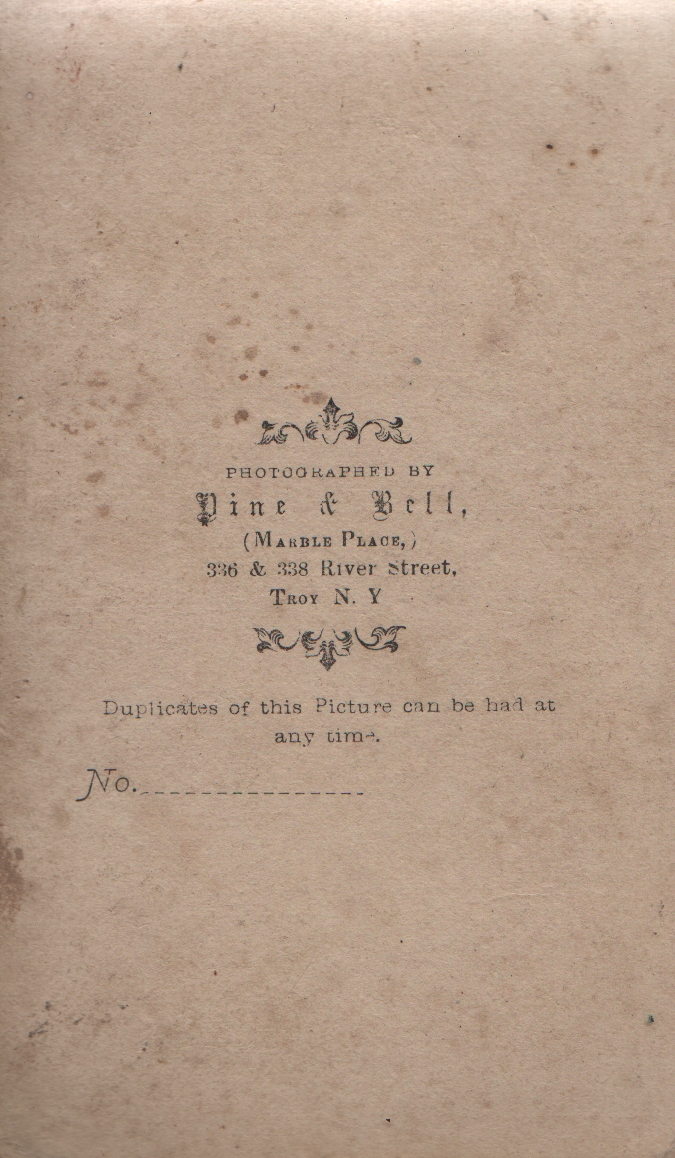 PHOTOGRAPHED BY
Pine & Bell,
(MARBLE PLACE,)
336 & 338 River Street,
TROY N. Y
Duplicates of this Picture can be had at
any time.
No.